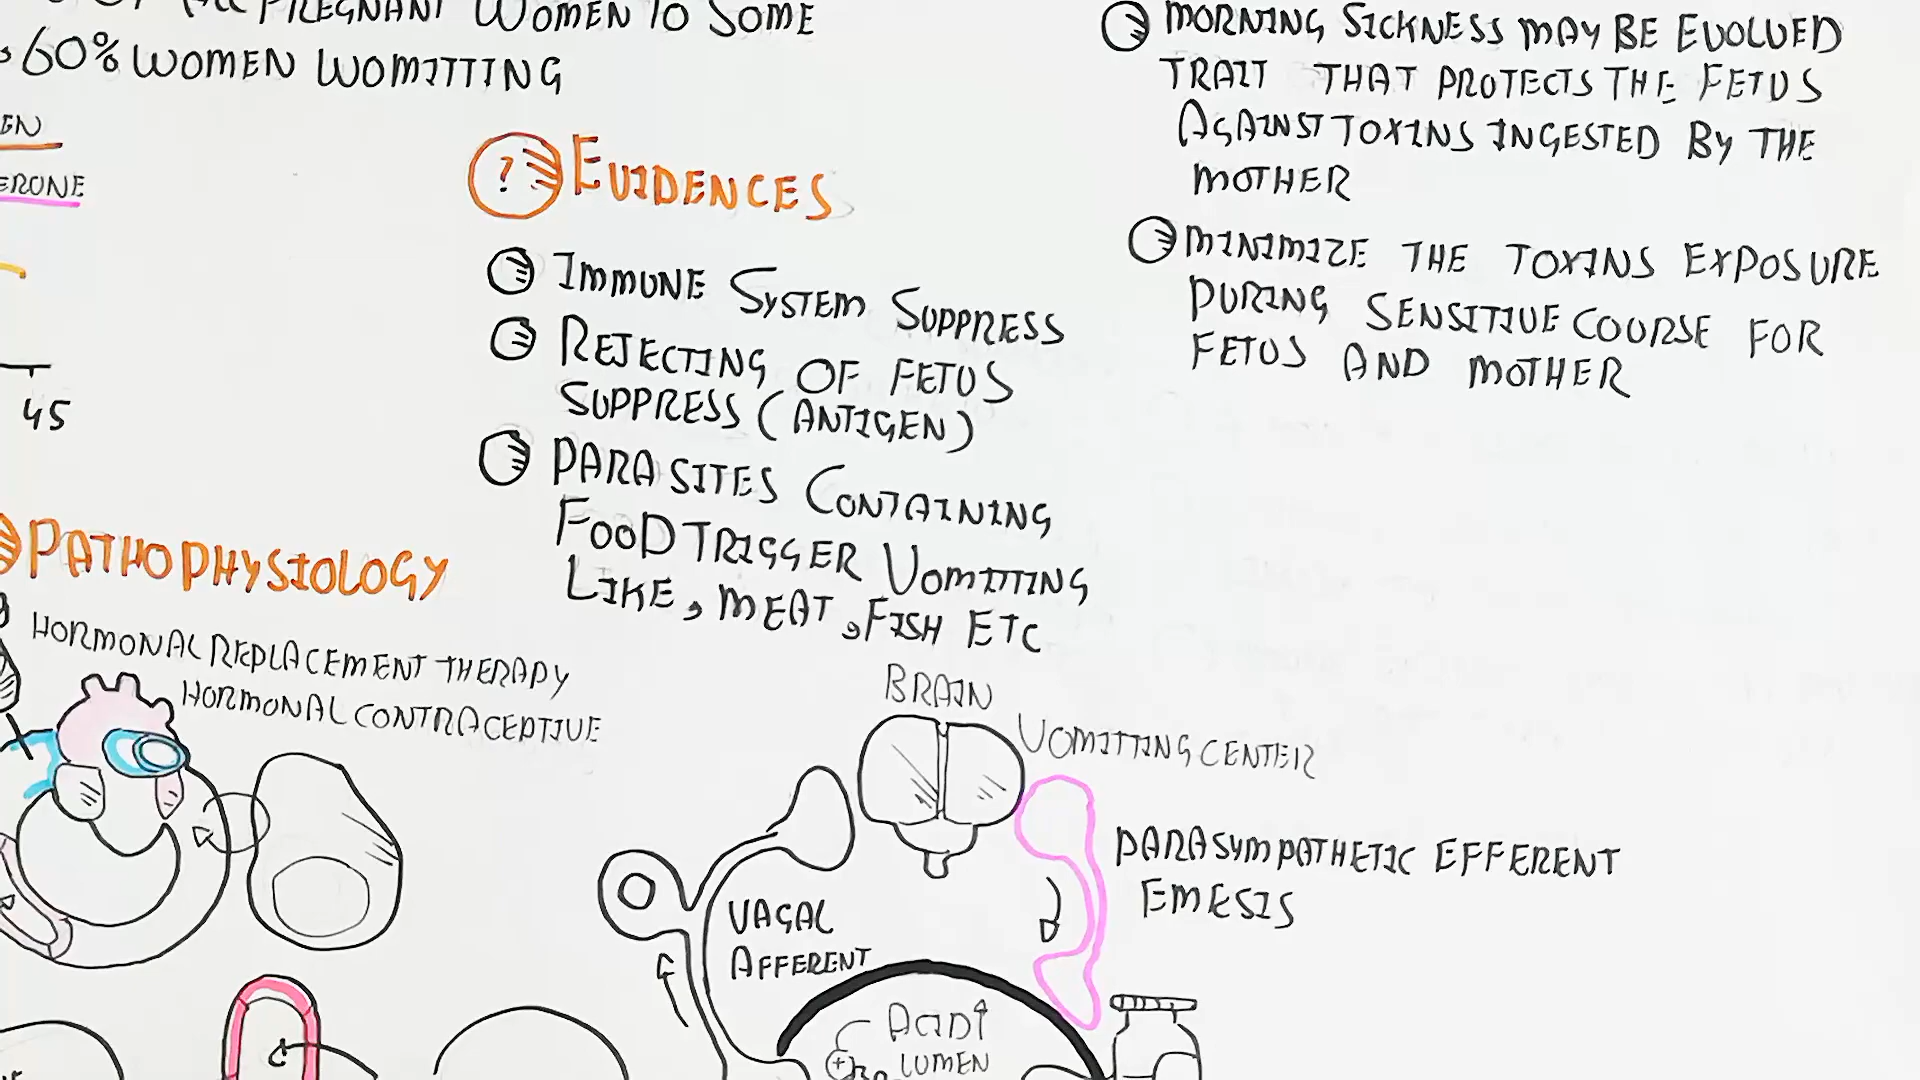 PREGNANT WOMEN TO SOME
60% WOMEN WOMITTING
45
? EVIDENCES
IMMUNE SYSTEM SUPPRESS
REJECTING OF FETUS
SUPPRESS (ANTIGEN)
PARASITES CONTAINING
FOOD TRIGGER VOMITING
LIKE, MEAT, FISH ETC
MORNING SICKNESS MAY BE EVOLVED
TRAIT THAT PROTECTS THE FETUS
AGAINST TOXINS INGESTED BY THE
MOTHER
MINIMIZE THE TOXINS EXPOSURE
DURING SENSITIVE COURSE FOR
FETUS AND MOTHER
PATHOPHYSIOLOGY
HORMONAL REPLACEMENT THERAPY
HORMONAL CONTRACEPTIVE
BRAIN
VOMITTING CENTER
PARASYMPATHETIC EFFERENT
EMESIS
VAGAL
AFFERENT
ACID↑
LUMEN